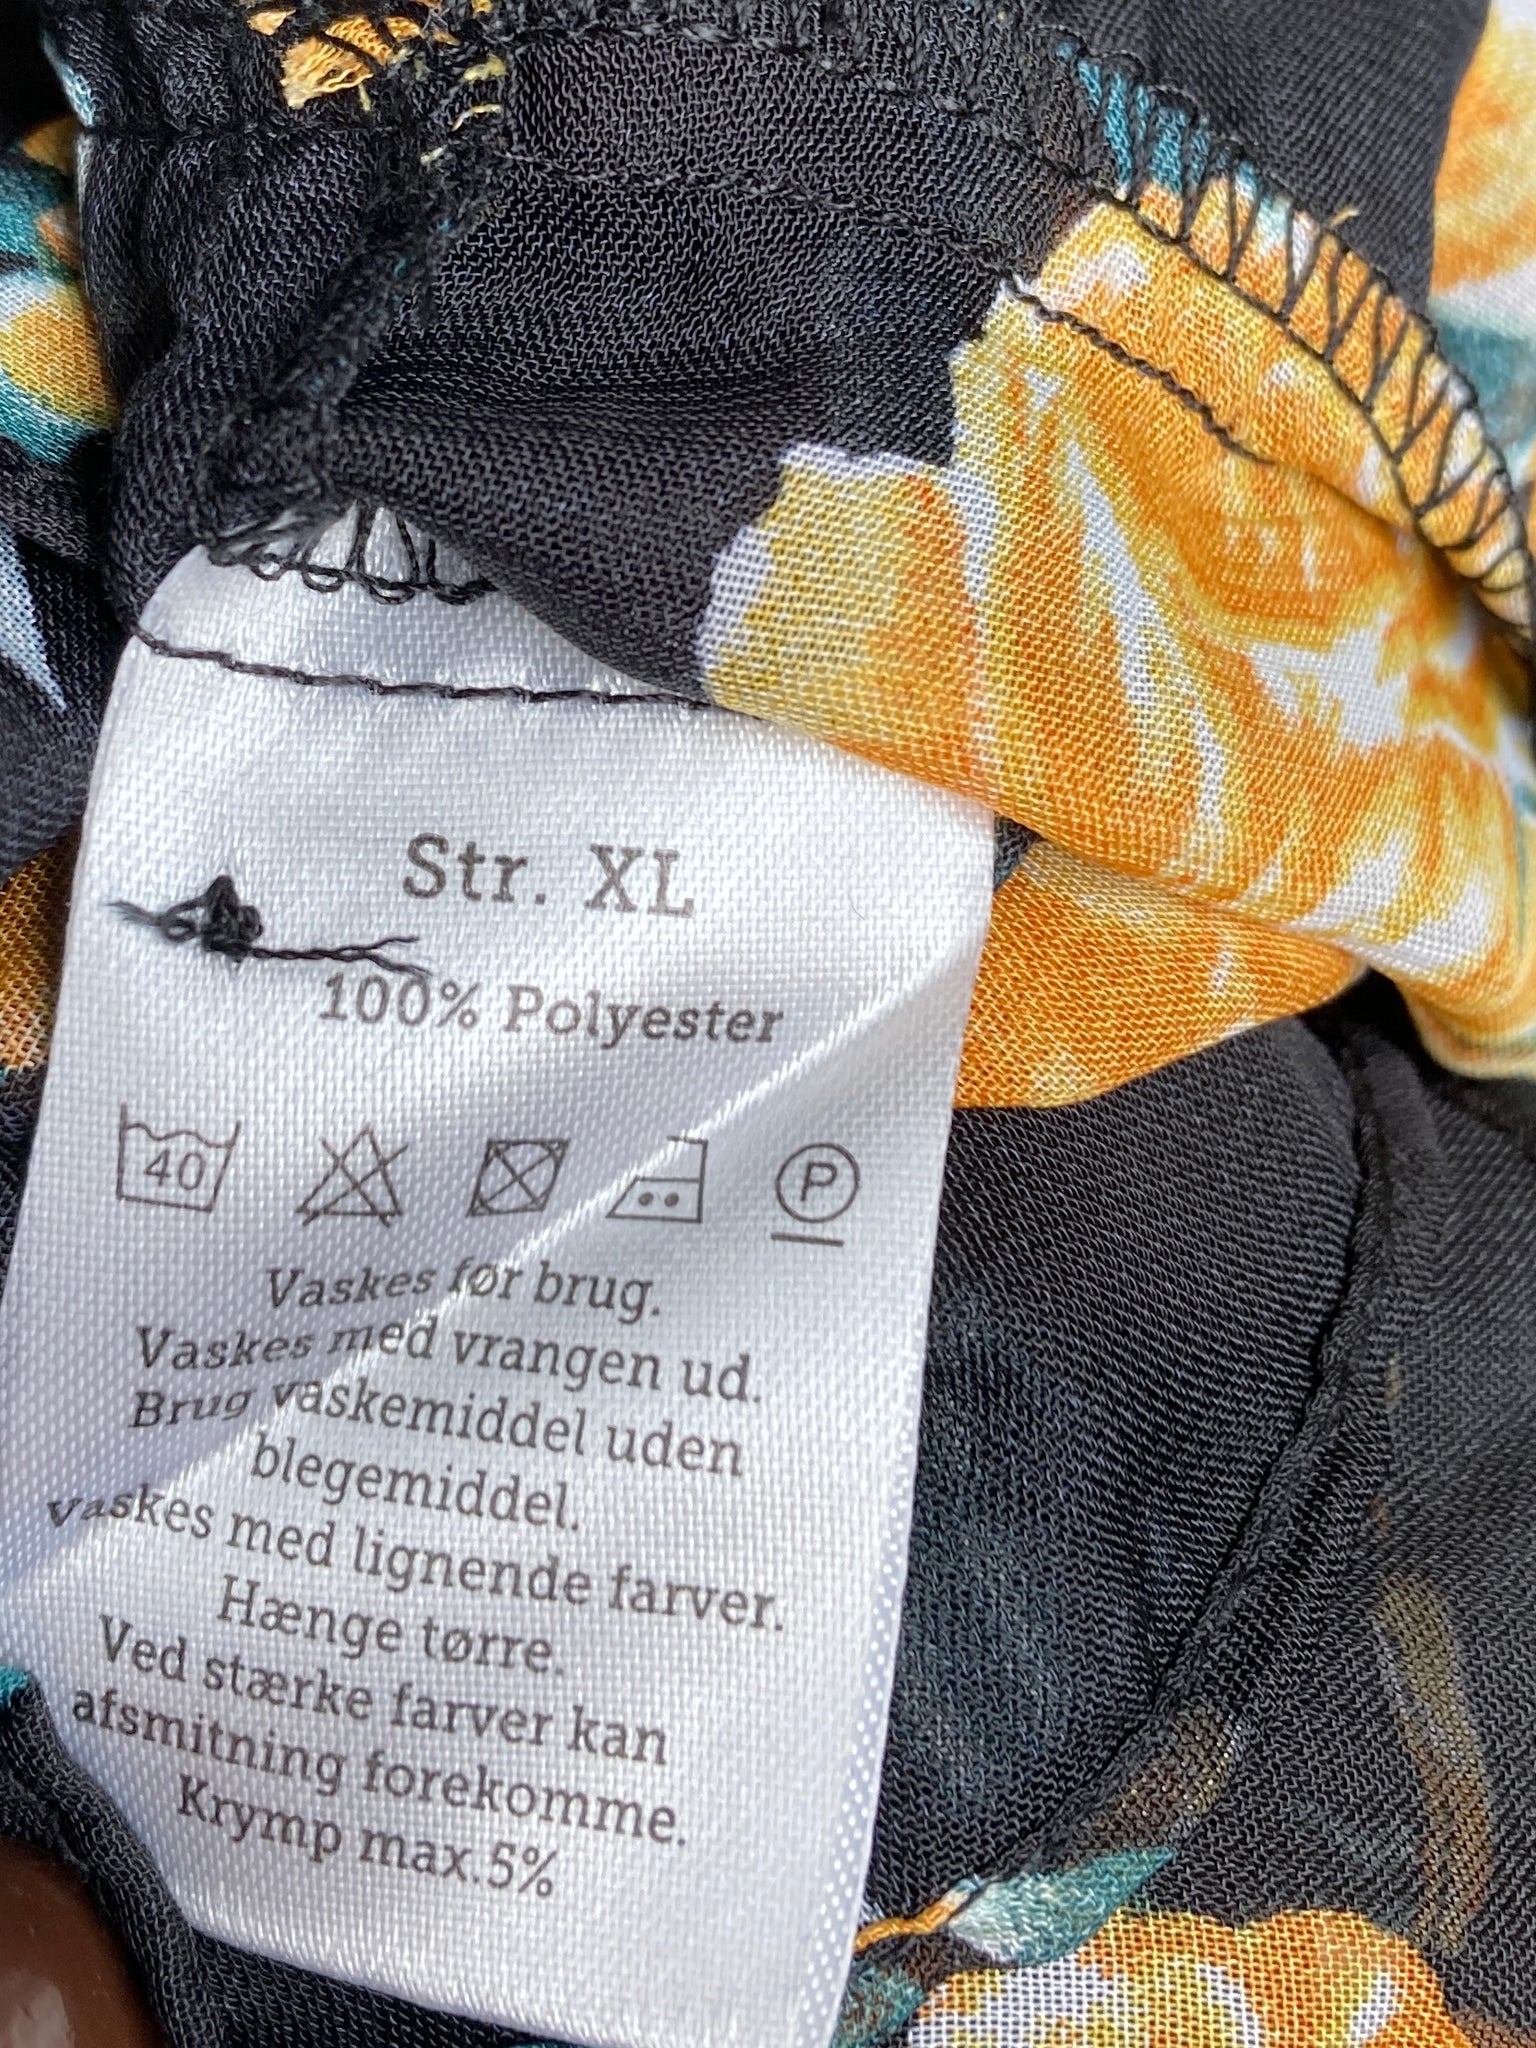 Str. XL
100% Polyester
40 P
Vaskes før brug.
Vaskes med vrangen ud.
Brug vaskemiddel uden
blegemiddel.
Vaskes med lignende farver.
Hænge tørre.
Ved stærke farver kan
afsmitning forekomme.
Krymp max.5%